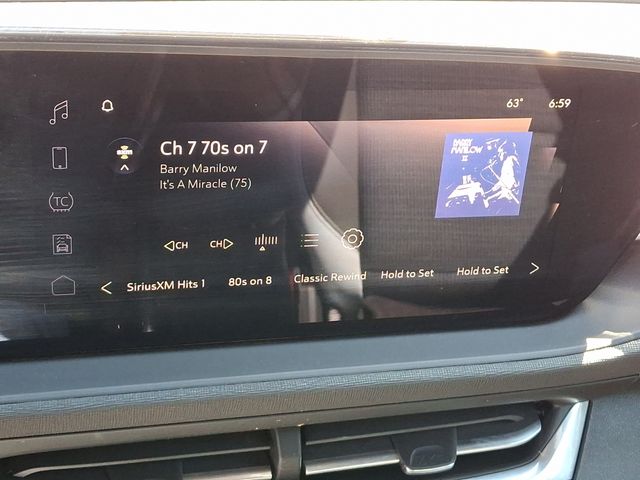 63° 6:59
Ch 7 70s on 7
Barry Manilow
It's A Miracle (75)
BARRY
MANILOW
II
TC
CH CH
SiriusXM Hits 1 80s on 8 Classic Rewind Hold to Set Hold to Set